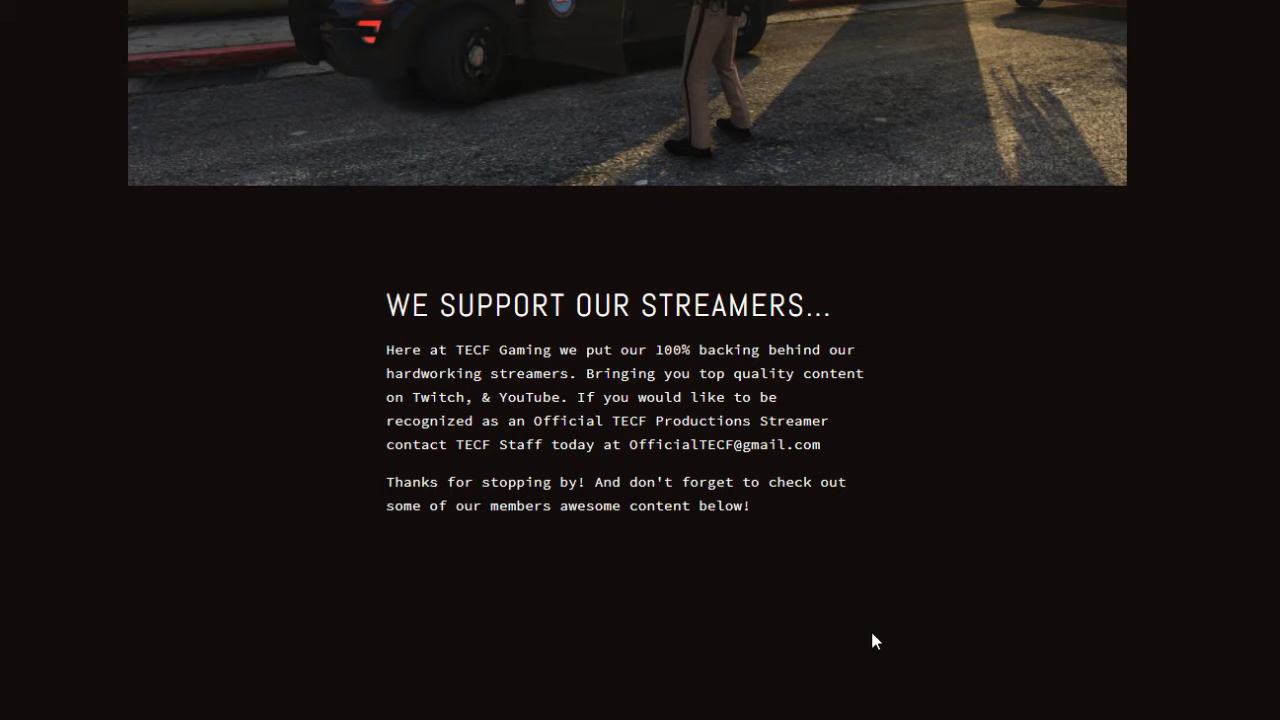 WE SUPPORT OUR STREAMERS...
Here at TECF Gaming we put our 100% backing behind our
hardworking streamers. Bringing you top quality content
on Twitch, & YouTube. If you would like to be
recognized as an Official TECF Productions Streamer
contact TECF Staff today at OfficialTECF@gmail.com
Thanks for stopping by! And don't forget to check out
some of our members awesome content below!